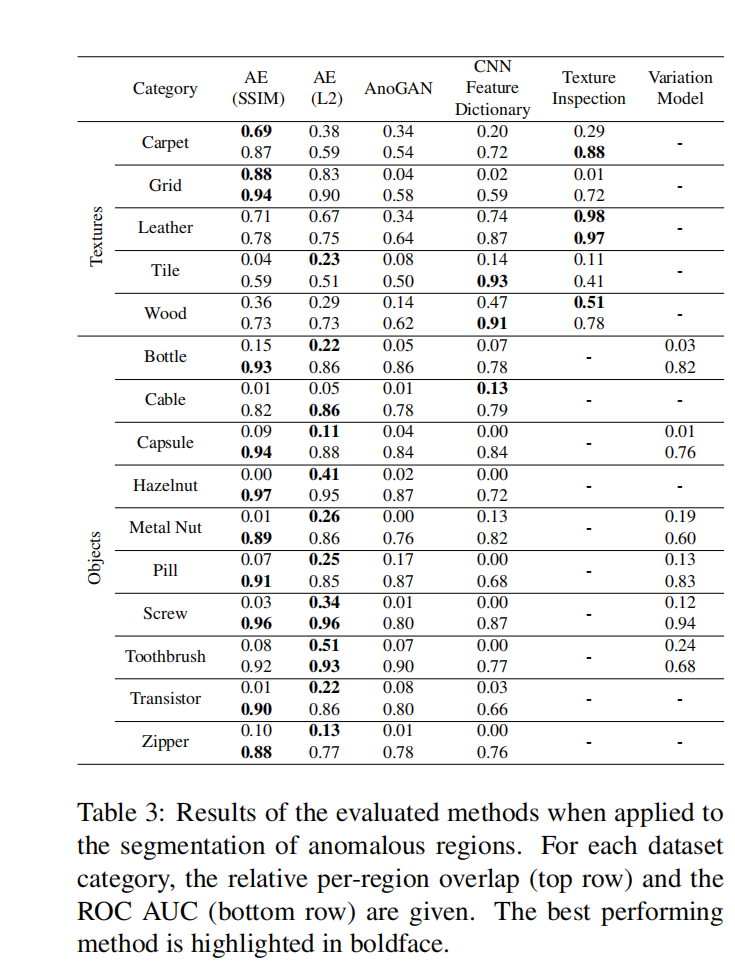 Category AE (SSIM) AE (L2) AnoGAN CNN Feature Dictionary Texture Inspection Variation Model
Textures
Carpet 0.69 0.38 0.34 0.20 0.29 -
0.87 0.59 0.54 0.72 0.88
Grid 0.88 0.83 0.04 0.02 0.01 -
0.94 0.90 0.58 0.59 0.72
Leather 0.71 0.67 0.34 0.74 0.98 -
0.78 0.75 0.64 0.87 0.97
Tile 0.04 0.23 0.08 0.14 0.11 -
0.59 0.51 0.50 0.93 0.41
Wood 0.36 0.29 0.14 0.47 0.51 -
0.73 0.73 0.62 0.91 0.78
Objects
Bottle 0.15 0.22 0.05 0.07 - 0.03
0.93 0.86 0.86 0.78 0.82
Cable 0.01 0.05 0.01 0.13 - -
0.82 0.86 0.78 0.79
Capsule 0.09 0.11 0.04 0.00 - 0.01
0.94 0.88 0.84 0.84 0.76
Hazelnut 0.00 0.41 0.02 0.00 - -
0.97 0.95 0.87 0.72
Metal Nut 0.01 0.26 0.00 0.13 - 0.19
0.89 0.86 0.76 0.82 0.60
Pill 0.07 0.25 0.17 0.00 - 0.13
0.91 0.85 0.87 0.68 0.83
Screw 0.03 0.34 0.01 0.00 - 0.12
0.96 0.96 0.80 0.87 0.94
Toothbrush 0.08 0.51 0.07 0.00 - 0.24
0.92 0.93 0.90 0.77 0.68
Transistor 0.01 0.22 0.08 0.03 - -
0.90 0.86 0.80 0.66
Zipper 0.10 0.13 0.01 0.00 - -
0.88 0.77 0.78 0.76
Table 3: Results of the evaluated methods when applied to
the segmentation of anomalous regions. For each dataset
category, the relative per-region overlap (top row) and the
ROC AUC (bottom row) are given. The best performing
method is highlighted in boldface.